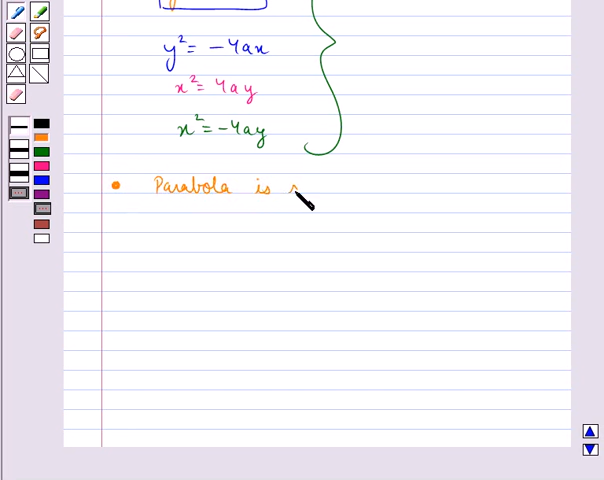 y² = -4ax
x² = 4ay
x² = -4ay
• Parabola is